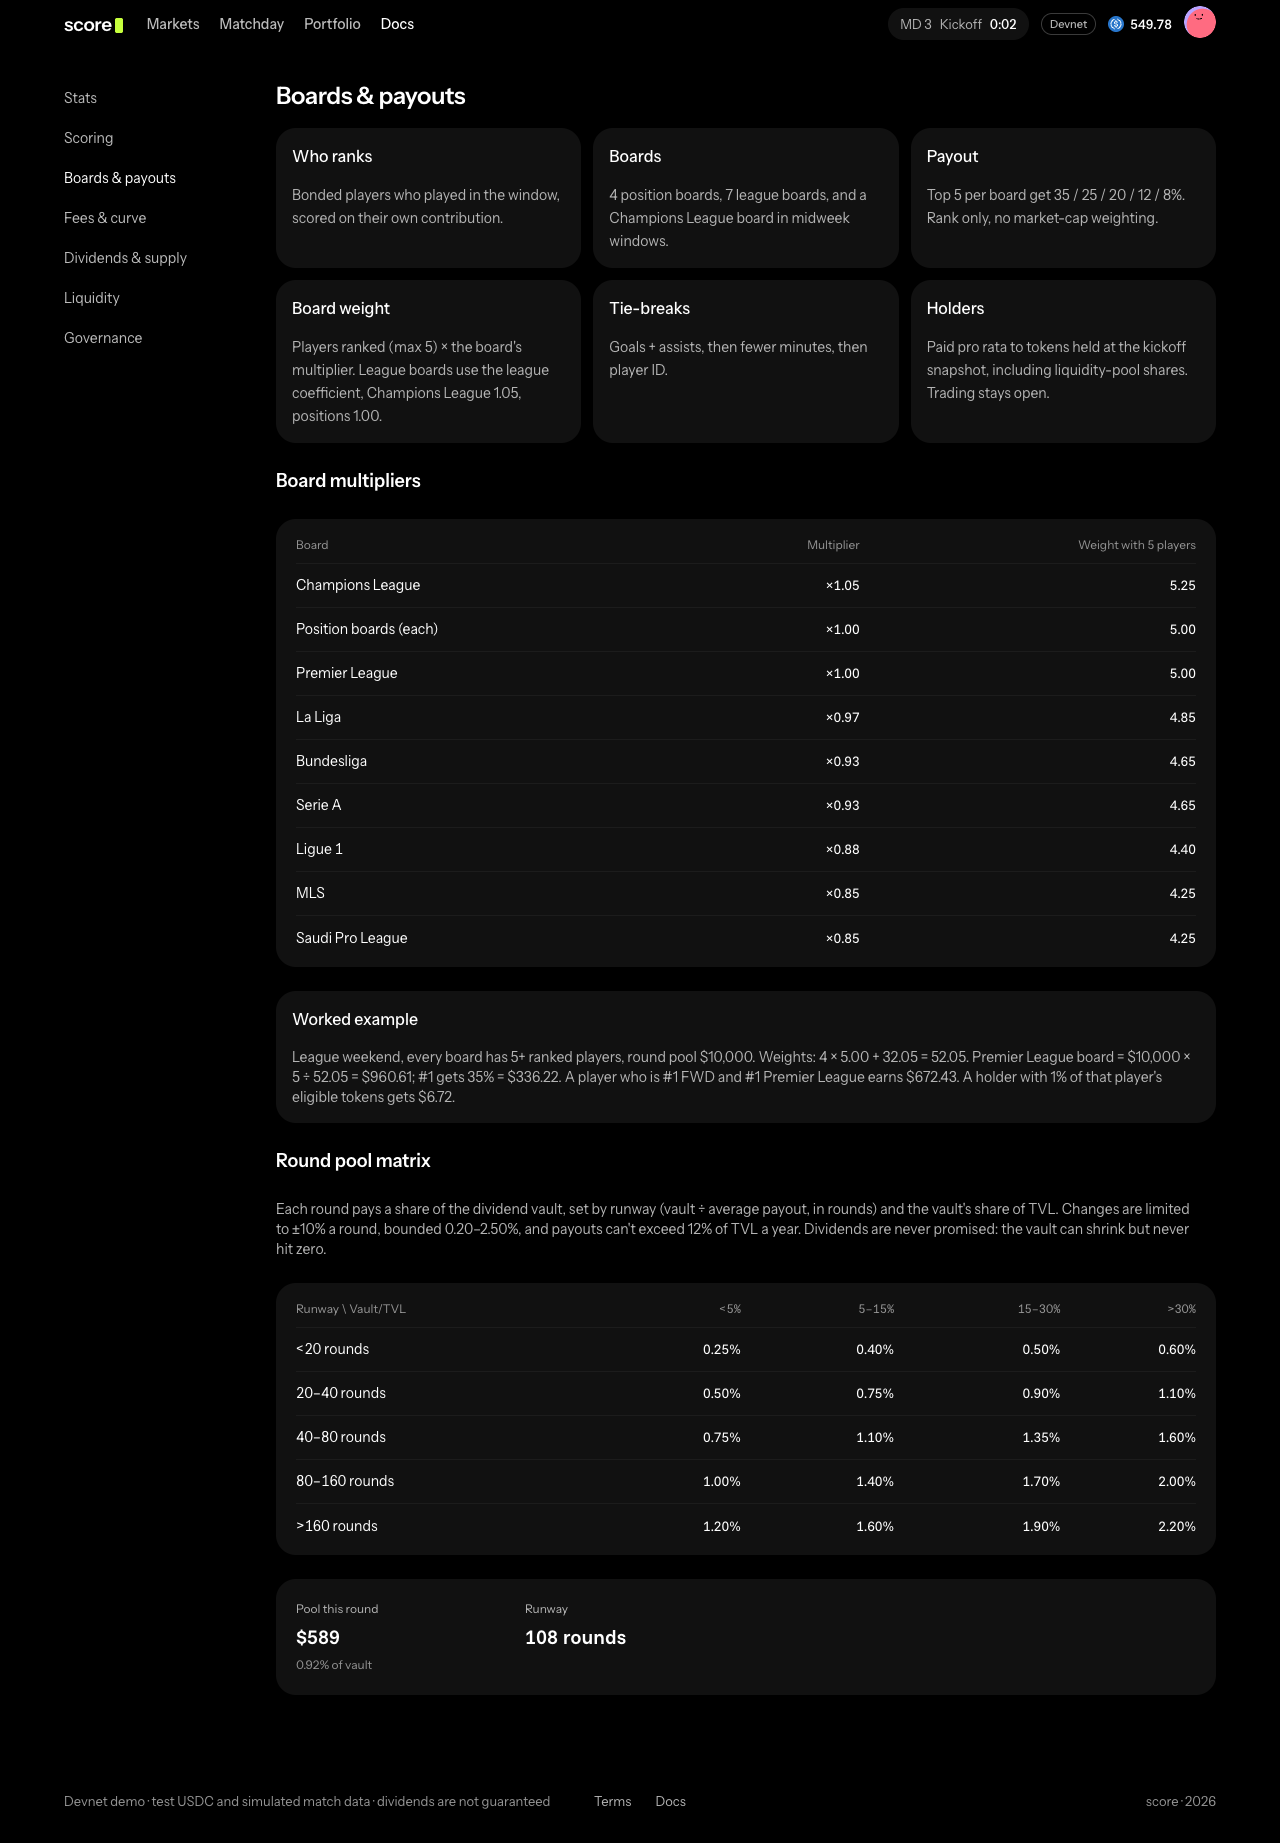 score Markets Matchday Portfolio Docs MD 3 Kickoff 0:02 Devnet 549.78
Stats
Scoring
Boards & payouts
Fees & curve
Dividends & supply
Liquidity
Governance
Boards & payouts
Who ranks
Bonded players who played in the window,
scored on their own contribution.
Boards
4 position boards, 7 league boards, and a
Champions League board in midweek
windows.
Payout
Top 5 per board get 35 / 25 / 20 / 12 / 8%.
Rank only, no market-cap weighting.
Board weight
Players ranked (max 5) × the board's
multiplier. League boards use the league
coefficient, Champions League 1.05,
positions 1.00.
Tie-breaks
Goals + assists, then fewer minutes, then
player ID.
Holders
Paid pro rata to tokens held at the kickoff
snapshot, including liquidity-pool shares.
Trading stays open.
Board multipliers
Board Multiplier Weight with 5 players
Champions League ×1.05 5.25
Position boards (each) ×1.00 5.00
Premier League ×1.00 5.00
La Liga ×0.97 4.85
Bundesliga ×0.93 4.65
Serie A ×0.93 4.65
Ligue 1 ×0.88 4.40
MLS ×0.85 4.25
Saudi Pro League ×0.85 4.25
Worked example
League weekend, every board has 5+ ranked players, round pool $10,000. Weights: 4 × 5.00 + 32.05 = 52.05. Premier League board = $10,000 ×
5 ÷ 52.05 = $960.61; #1 gets 35% = $336.22. A player who is #1 FWD and #1 Premier League earns $672.43. A holder with 1% of that player's
eligible tokens gets $6.72.
Round pool matrix
Each round pays a share of the dividend vault, set by runway (vault ÷ average payout, in rounds) and the vault's share of TVL. Changes are limited
to ±10% a round, bounded 0.20–2.50%, and payouts can't exceed 12% of TVL a year. Dividends are never promised: the vault can shrink but never
hit zero.
Runway \ Vault/TVL <5% 5–15% 15–30% >30%
<20 rounds 0.25% 0.40% 0.50% 0.60%
20–40 rounds 0.50% 0.75% 0.90% 1.10%
40–80 rounds 0.75% 1.10% 1.35% 1.60%
80–160 rounds 1.00% 1.40% 1.70% 2.00%
>160 rounds 1.20% 1.60% 1.90% 2.20%
Pool this round
$589
0.92% of vault
Runway
108 rounds
Devnet demo · test USDC and simulated match data · dividends are not guaranteed Terms Docs score · 2026